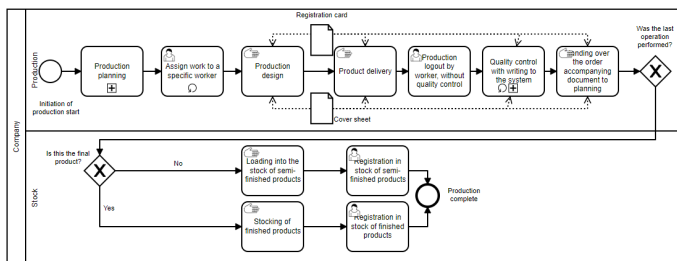 Registration card
Was the last
operation
performed?
Company
Production
Production
planning
Assign work to a
specific worker
Production
design
Product delivery
Production
logout by
worker, without
quality control
Quality control
with writing to
the system
anding over
the order
accompanying
document to
planning
Initiation of
production start
Cover sheet
Stock
Is this the final
product?
No
Loading into the
stock of semi-
finished products
Registration in
stock of semi-
finished products
Production
complete
Yes
Stocking of
finished products
Registration in
stock of finished
products